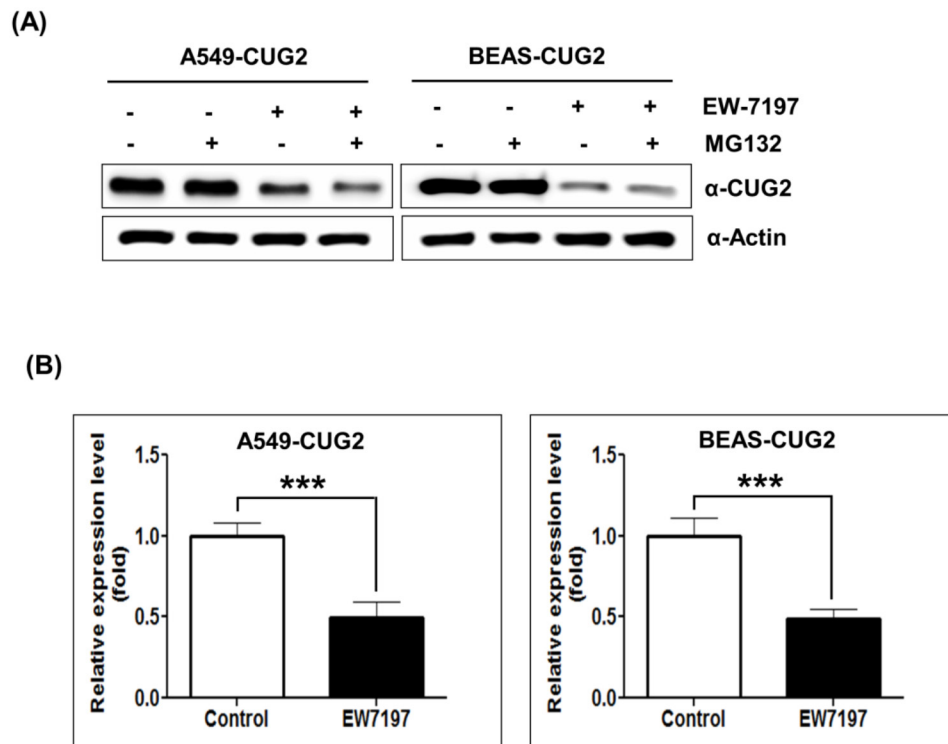 (A)
A549-CUG2 BEAS-CUG2
- - + + - - + + EW-7197
- + - + - + - + MG132
α-CUG2
α-Actin
(B)
A549-CUG2
Relative expression level
(fold)
1.5
1.0
0.5
0.0
***
Control EW7197
BEAS-CUG2
Relative expression level
(fold)
1.5
1.0
0.5
0.0
***
Control EW7197